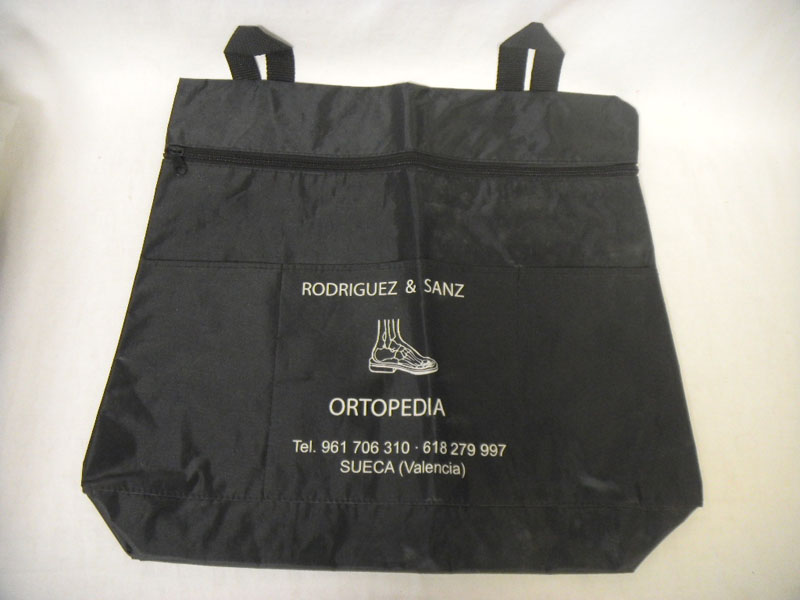 RODRIGUEZ & SANZ
ORTOPEDIA
Tel. 961 706 310 · 618 279 997
SUECA (Valencia)